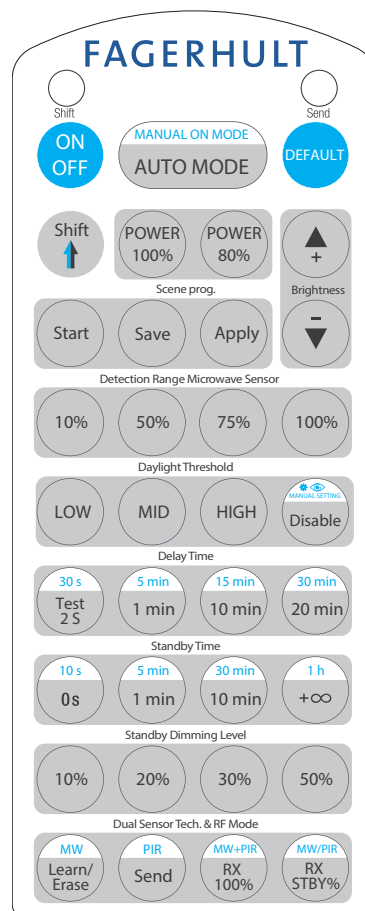 FAGERHULT
Shift
Send
ON
OFF
MANUAL ON MODE
AUTO MODE
DEFAULT
Shift
POWER
100%
POWER
80%
+
Scene prog.
Brightness
Start
Save
Apply
-
Detection Range Microwave Sensor
10%
50%
75%
100%
Daylight Threshold
LOW
MID
HIGH
MANUAL SETTING
Disable
Delay Time
30 s
Test
2 S
5 min
1 min
15 min
10 min
30 min
20 min
Standby Time
10 s
0s
5 min
1 min
30 min
10 min
1 h
+∞
Standby Dimming Level
10%
20%
30%
50%
Dual Sensor Tech. & RF Mode
MW
Learn/
Erase
PIR
Send
MW+PIR
RX
100%
MW/PIR
RX
STBY%